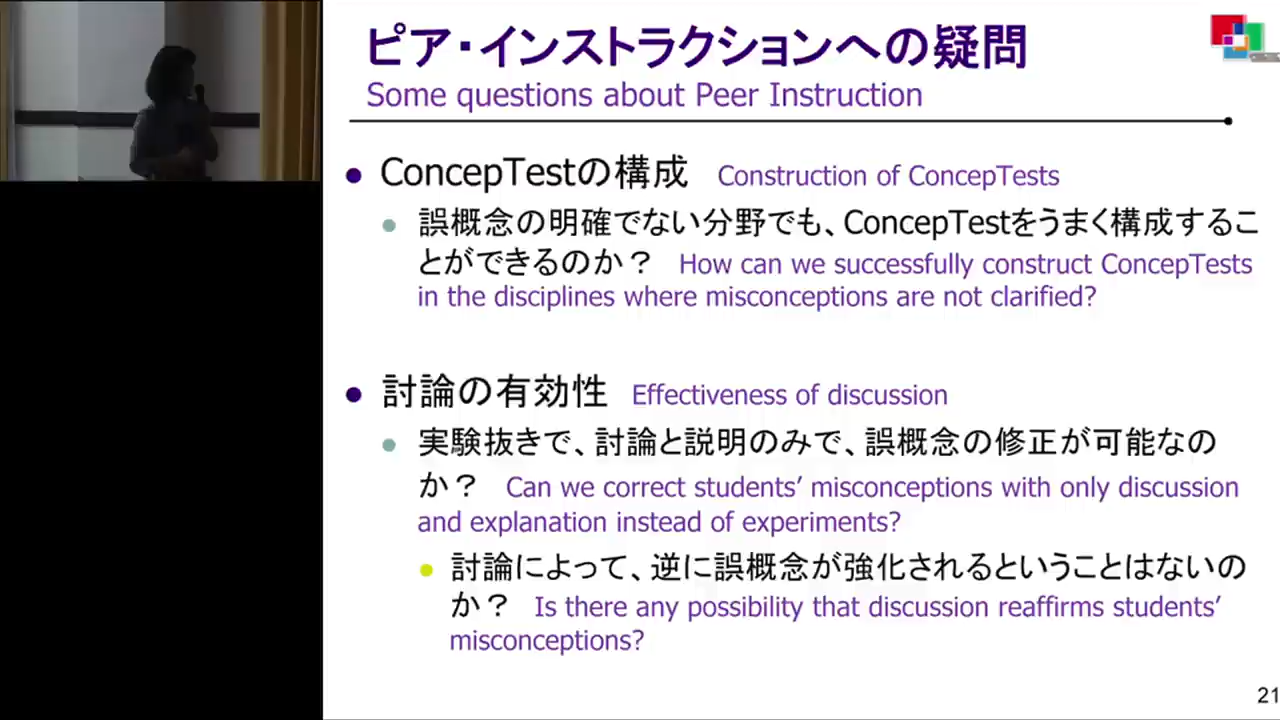 ピア・インストラクションへの疑問
Some questions about Peer Instruction
ConcepTestの構成 Construction of ConcepTests
誤概念の明確でない分野でも、ConcepTestをうまく構成するこ
とができるのか？ How can we successfully construct ConcepTests
in the disciplines where misconceptions are not clarified?
討論の有効性 Effectiveness of discussion
実験抜きで、討論と説明のみで、誤概念の修正が可能なの
か？ Can we correct students’ misconceptions with only discussion
and explanation instead of experiments?
討論によって、逆に誤概念が強化されるということはないの
か？ Is there any possibility that discussion reaffirms students’
misconceptions?
21